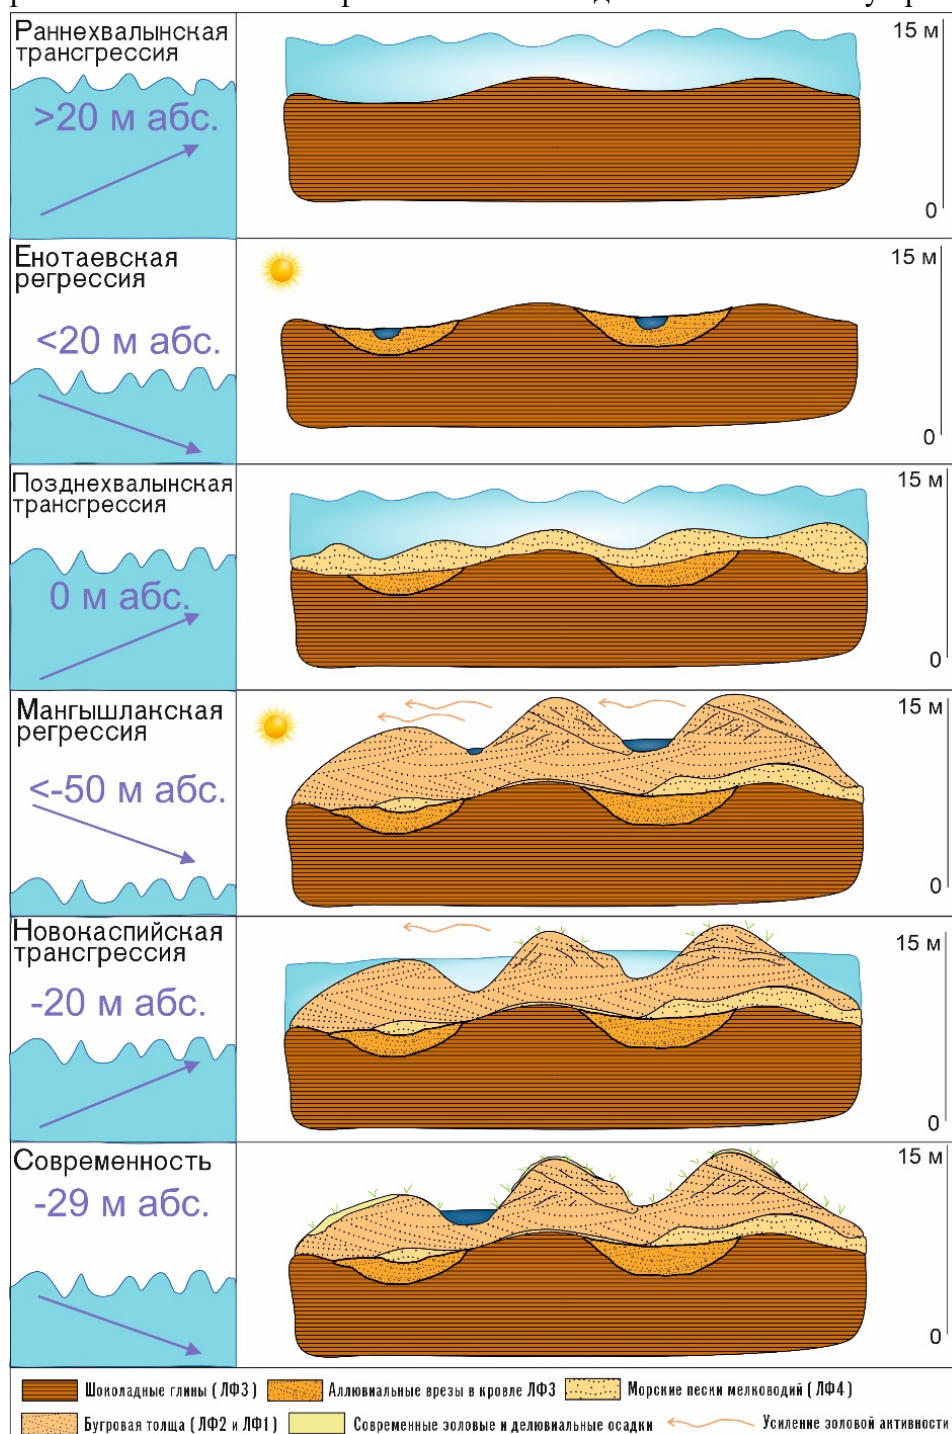 Раннехвалынская
трансгрессия
>20 м абс.
15 м
0
Енотаевская
регрессия
<20 м абс.
15 м
0
Позднехвалынская
трансгрессия
0 м абс.
15 м
0
Мангышлакская
регрессия
<-50 м абс.
15 м
0
Новокаспийская
трансгрессия
-20 м абс.
15 м
0
Современность
-29 м абс.
15 м
0
Шоколадные глины (ЛФ3)
Аллювиальные врезы в кровле ЛФ3
Морские пески мелководий (ЛФ4)
Бугровая толща (ЛФ2 и ЛФ1)
Современные эоловые и делювиальные осадки
Усиление эоловой активности